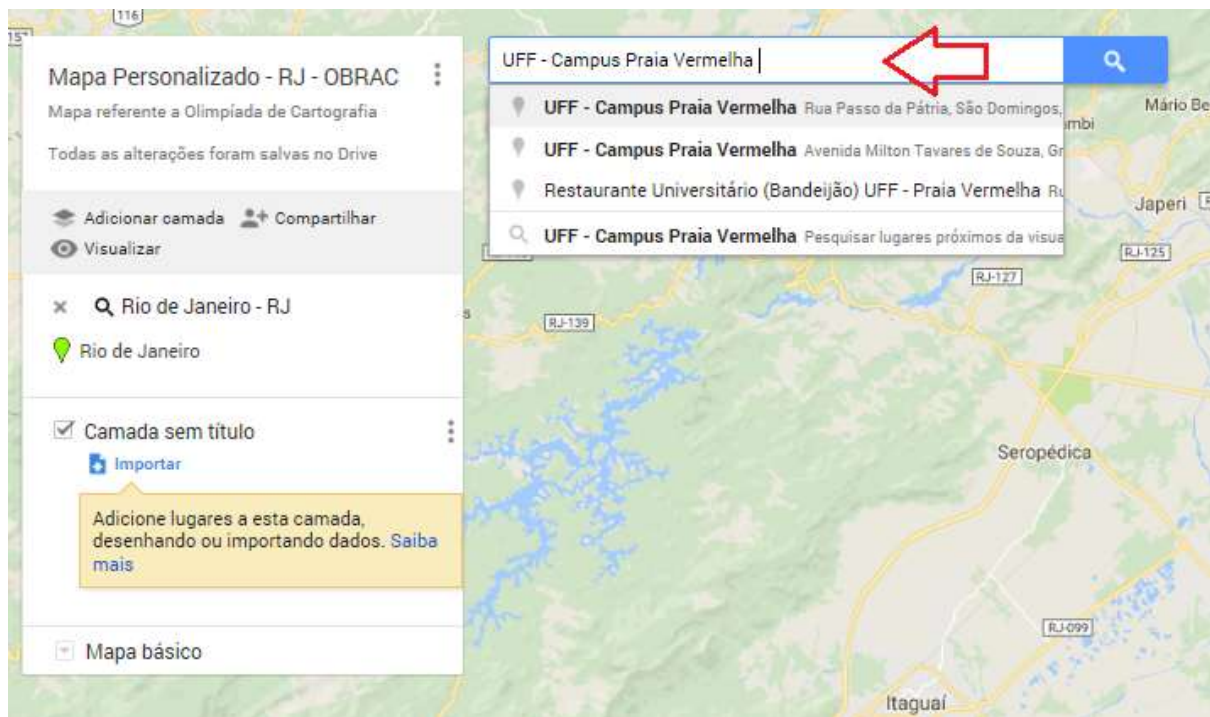 116
Mapa Personalizado - RJ - OBRAC
Mapa referente a Olimpíada de Cartografia
Todas as alterações foram salvas no Drive
Adicionar camada Compartilhar
Visualizar
Rio de Janeiro - RJ
Rio de Janeiro
Camada sem título
Importar
Adicione lugares a esta camada,
desenhando ou importando dados. Saiba
mais
Mapa básico
UFF - Campus Praia Vermelha
UFF - Campus Praia Vermelha Rua Passo da Pátria, São Domingos,
UFF - Campus Praia Vermelha Avenida Milton Tavares de Souza, Gr
Restaurante Universitário (Bandeijão) UFF - Praia Vermelha
UFF - Campus Praia Vermelha Pesquisar lugares próximos da visua
Mário Be
Japeri
RJ-125
RJ-127
RJ-139
Seropédica
RJ-099
Itaguaí